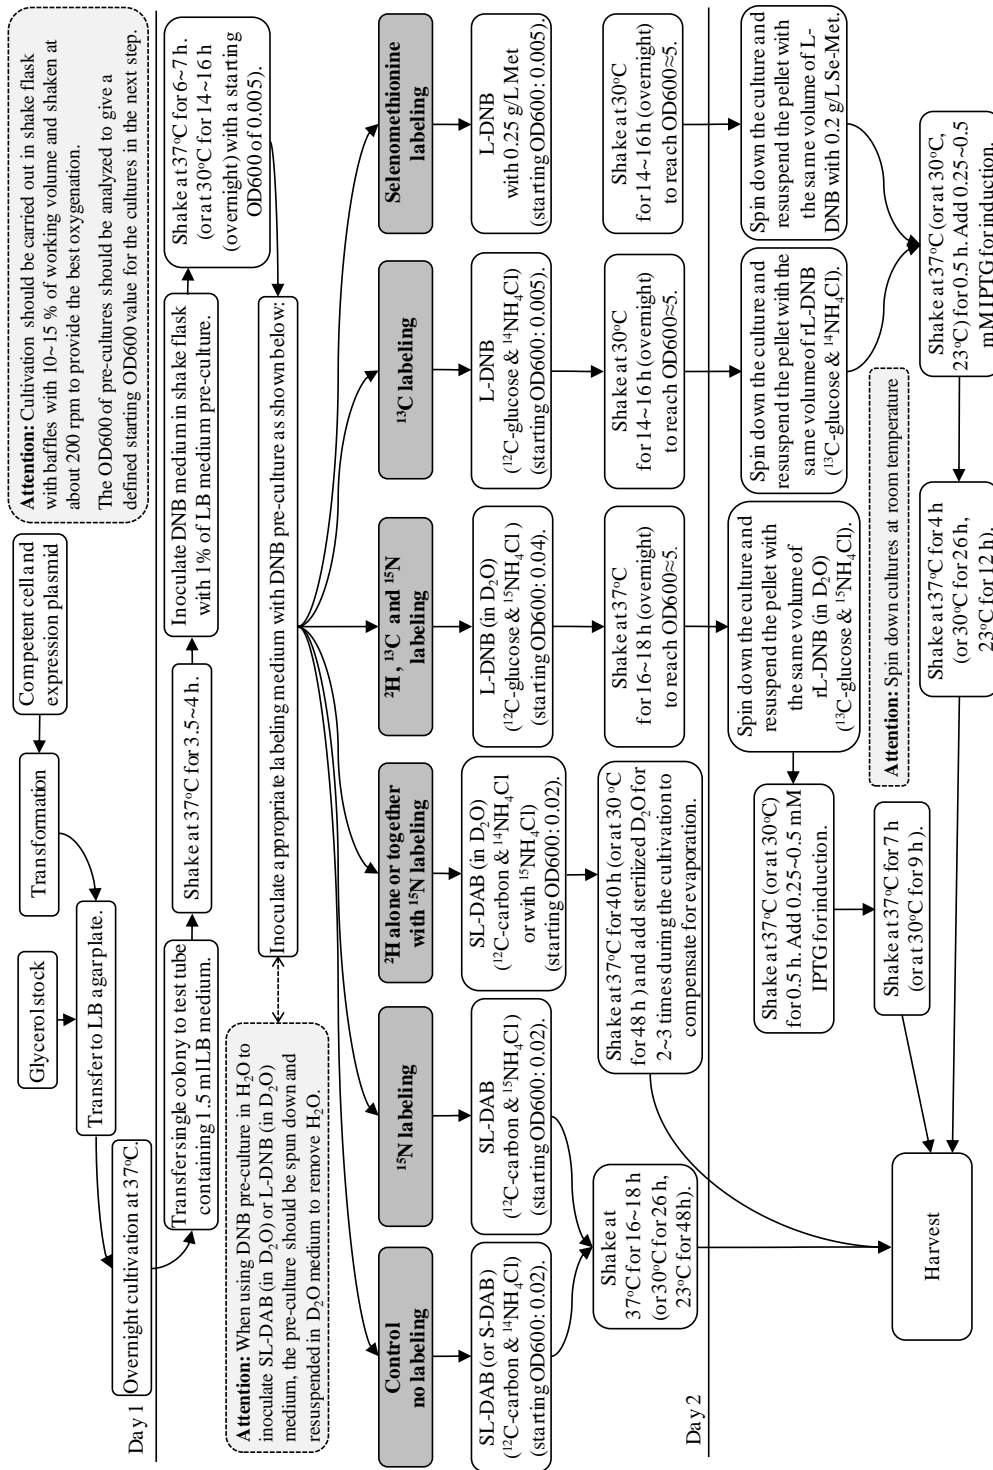 Competent cell and
expression plasmid
Transformation
Glycerol stock
Transfer to LB agar plate.
Overnight cultivation at 37°C.
Attention: Cultivation should be carried out in shake flask
with baffles with 10~15 % of working volume and shaken at
about 200 rpm to provide the best oxygenation.
The OD600 of pre-cultures should be analyzed to give a
defined starting OD600 value for the cultures in the next step.
Day 1
Transfer single colony to test tube
containing 1.5 ml LB medium.
Shake at 37°C for 3.5~4 h.
Inoculate DNB medium in shake flask
with 1% of LB medium pre-culture.
Shake at 37°C for 6~7 h.
(or at 30°C for 14~16 h
(overnight) with a starting
OD600 of 0.005).
Attention: When using DNB pre-culture in H2O to
inoculate SL-DAB (in D2O) or L-DNB (in D2O)
medium, the pre-culture should be spun down and
resuspended in D2O medium to remove H2O.
Inoculate appropriate labeling medium with DNB pre-culture as shown below:
Control
no labeling
15N labeling
2H alone or together
with 15N labeling
2H, 13C and 15N
labeling
13C labeling
Selenomethionine
labeling
SL-DAB (or S-DAB)
(12C-carbon & 14NH4Cl)
(starting OD600: 0.02).
SL-DAB
(12C-carbon & 15NH4Cl)
(starting OD600: 0.02).
SL-DAB (in D2O)
(12C-carbon & 14NH4Cl
or with 15NH4Cl)
(starting OD600: 0.02).
L-DNB (in D2O)
(12C-glucose & 15NH4Cl)
(starting OD600: 0.04).
L-DNB
(12C-glucose & 14NH4Cl)
(starting OD600: 0.005).
L-DNB
with 0.25 g/L Met
(starting OD600: 0.005).
Shake at
37°C for 16~18 h
(or 30°C for 26 h,
23°C for 48h).
Shake at 37°C for 40 h (or at 30 °C
for 48 h) and add sterilized D2O for
2~3 times during the cultivation to
compensate for evaporation.
Shake at 37°C
for 16~18 h (overnight)
to reach OD600≈5.
Shake at 30°C
for 14~16 h (overnight)
to reach OD600≈5.
Shake at 30°C
for 14~16 h (overnight)
to reach OD600≈5.
Day 2
Spin down the culture and
resuspend the pellet with
the same volume of
rL-DNB (in D2O)
(13C-glucose & 15NH4Cl).
Spin down the culture and
resuspend the pellet with the
same volume of rL-DNB
(13C-glucose & 14NH4Cl).
Spin down the culture and
resuspend the pellet with
the same volume of L-
DNB with 0.2 g/L Se-Met.
Shake at 37°C (or at 30°C)
for 0.5 h. Add 0.25~0.5 mM
IPTG for induction.
Attention: Spin down cultures at room temperature
Shake at 37°C (or at 30°C,
23°C) for 0.5 h. Add 0.25~0.5
mM IPTG for induction.
Shake at 37°C for 7 h
(or at 30°C for 9 h).
Shake at 37°C for 4 h
(or 30°C for 26 h,
23°C for 12 h).
Harvest